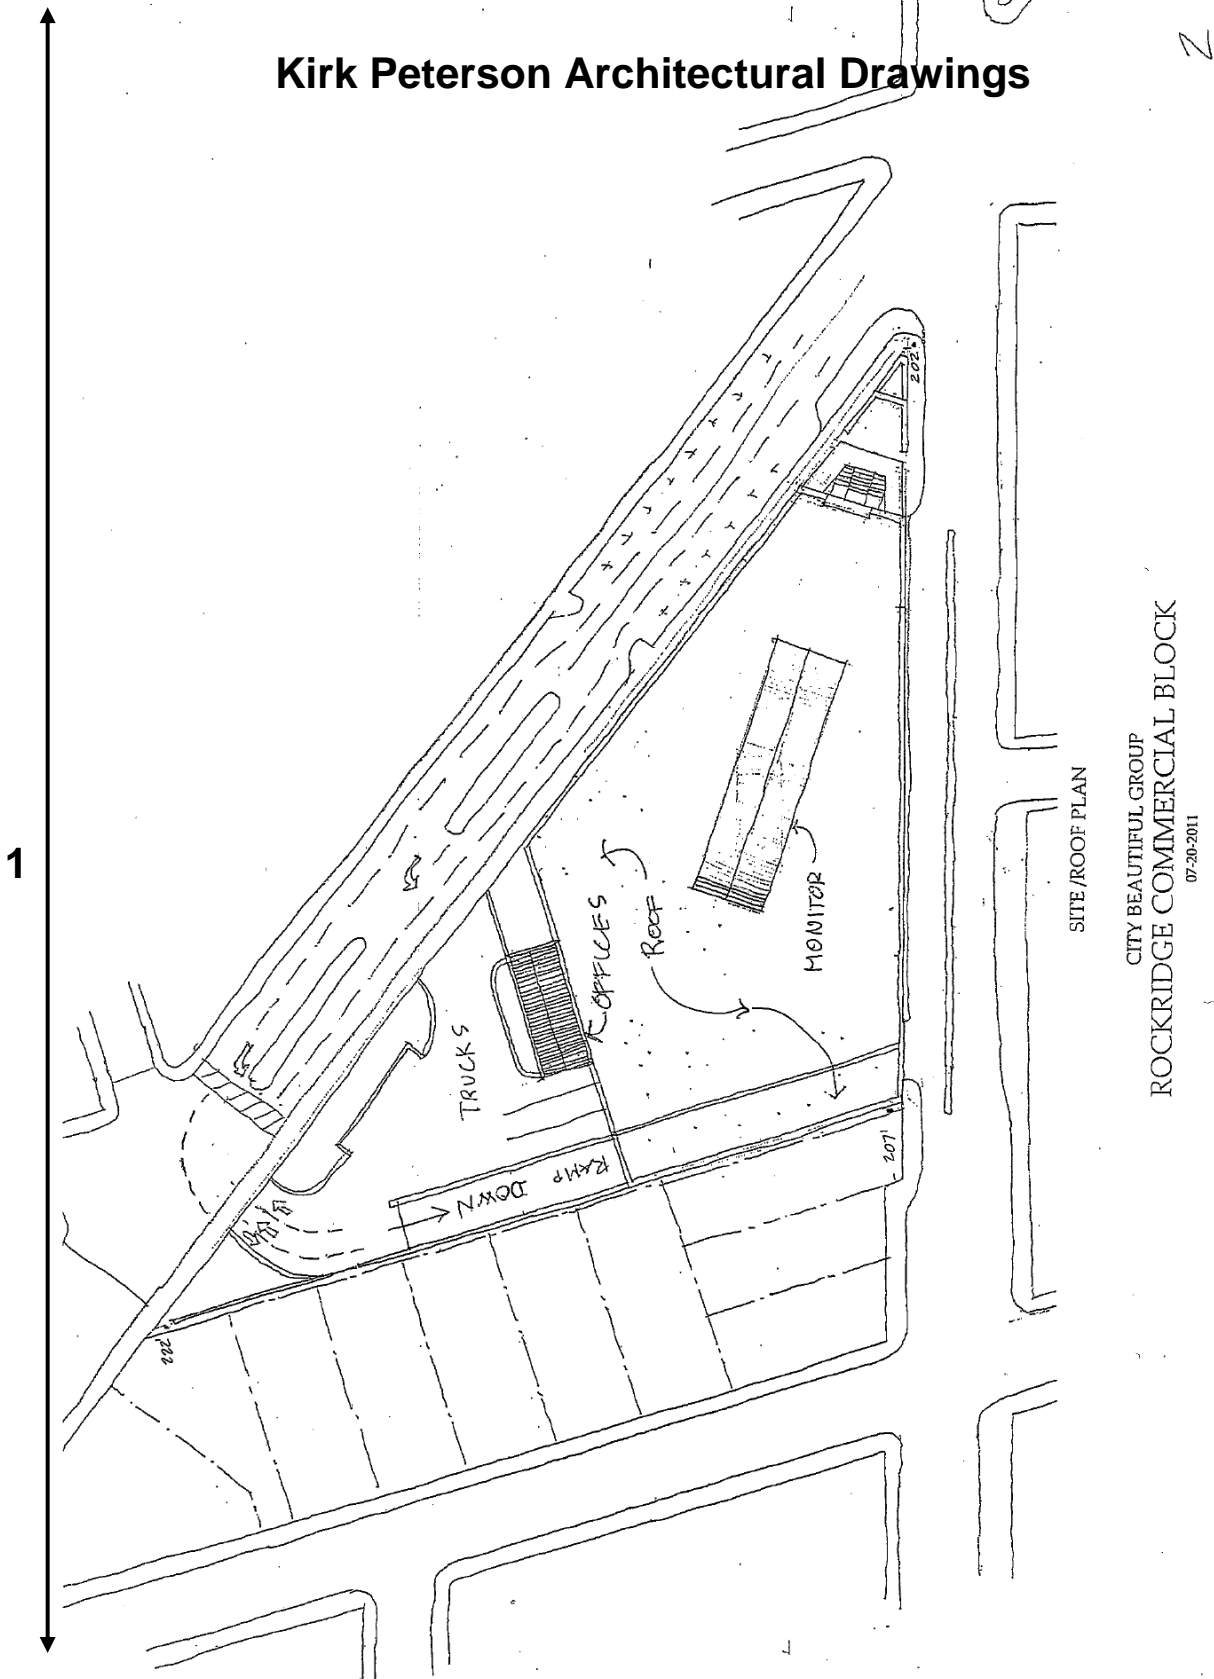 Kirk Peterson Architectural Drawings
2
202'
1
OFFICES
ROOF
MONITOR
TRUCKS
RAMP
DOWN
207'
222'
SITE/ROOF PLAN
CITY BEAUTIFUL GROUP
ROCKRIDGE COMMERCIAL BLOCK
07-20-2011